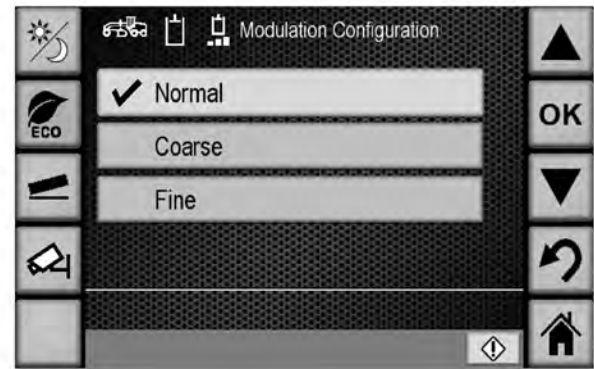 Modulation Configuration
Normal
OK
ECO
Coarse
Fine